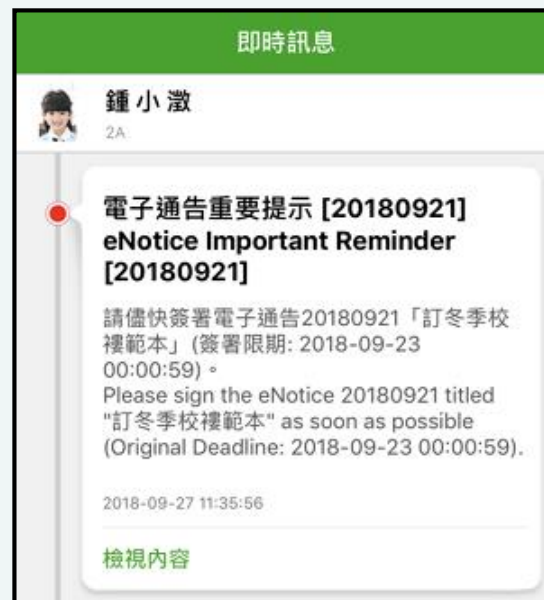 即時訊息
鍾小澂
2A
電子通告重要提示 [20180921]
eNotice Important Reminder
[20180921]
請儘快簽署電子通告20180921「訂冬季校
褸範本」(簽署限期: 2018-09-23
00:00:59)。
Please sign the eNotice 20180921 titled
"訂冬季校褸範本" as soon as possible
(Original Deadline: 2018-09-23 00:00:59).
2018-09-27 11:35:56
檢視內容